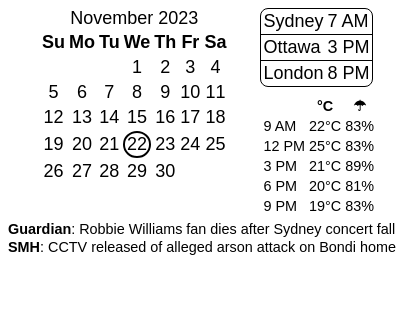 November 2023
Su Mo Tu We Th Fr Sa
1 2 3 4
5 6 7 8 9 10 11
12 13 14 15 16 17 18
19 20 21 22 23 24 25
26 27 28 29 30
Sydney 7 AM
Ottawa 3 PM
London 8 PM
°C ☂
9 AM 22°C 83%
12 PM 25°C 83%
3 PM 21°C 89%
6 PM 20°C 81%
9 PM 19°C 83%
Guardian: Robbie Williams fan dies after Sydney concert fall
SMH: CCTV released of alleged arson attack on Bondi home